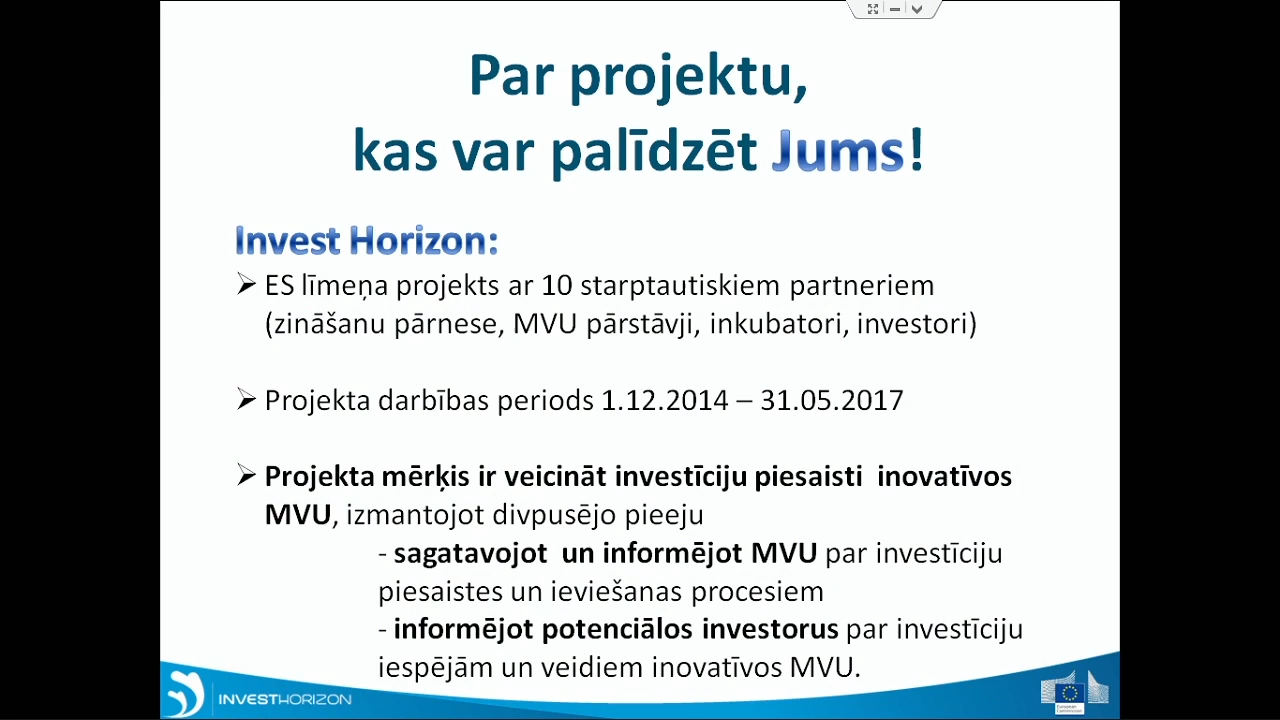 Par projektu,
kas var palīdzēt Jums!
Invest Horizon:
➢ ES līmeņa projekts ar 10 starptautiskiem partneriem
(zināšanu pārnese, MVU pārstāvji, inkubatori, investori)
➢ Projekta darbības periods 1.12.2014 – 31.05.2017
➢ Projekta mērķis ir veicināt investīciju piesaisti inovatīvos
MVU, izmantojot divpusējo pieeju
- sagatavojot un informējot MVU par investīciju
piesaistes un ieviešanas procesiem
- informējot potenciālos investorus par investīciju
iespējām un veidiem inovatīvos MVU.
INVESTHORIZON
European
Commission